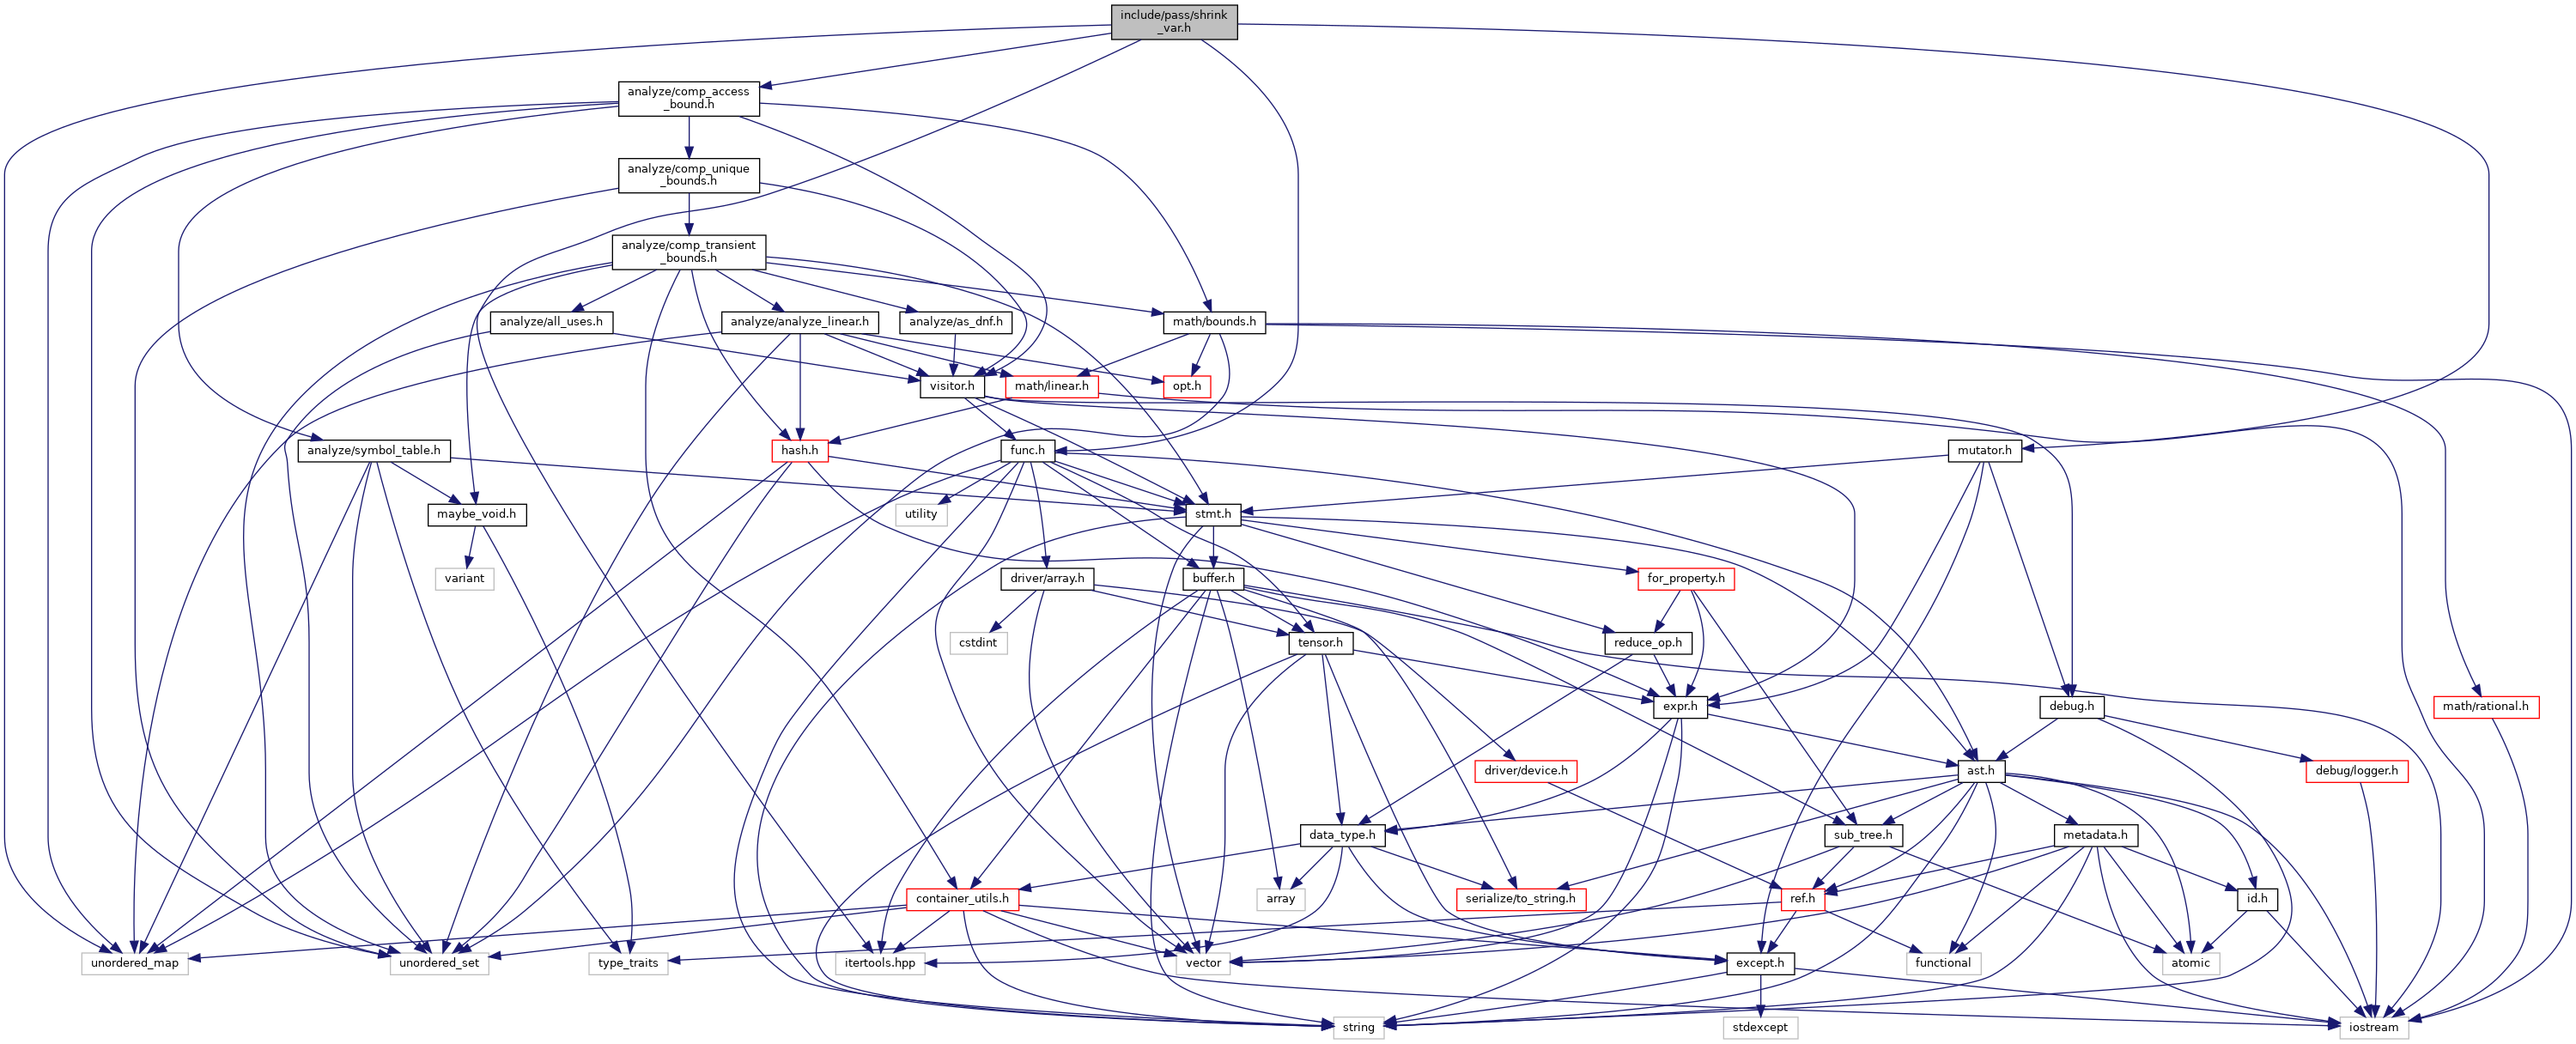 include/pass/shrink
_var.h
analyze/comp_access
_bound.h
analyze/comp_unique
_bounds.h
analyze/comp_transient
_bounds.h
analyze/all_uses.h
analyze/analyze_linear.h
analyze/as_dnf.h
math/bounds.h
visitor.h
math/linear.h
opt.h
analyze/symbol_table.h
hash.h
func.h
mutator.h
maybe_void.h
utility
stmt.h
variant
driver/array.h
buffer.h
for_property.h
cstdint
tensor.h
reduce_op.h
expr.h
debug.h
math/rational.h
driver/device.h
ast.h
debug/logger.h
data_type.h
sub_tree.h
metadata.h
container_utils.h
array
serialize/to_string.h
ref.h
id.h
unordered_map
unordered_set
type_traits
itertools.hpp
vector
except.h
functional
atomic
string
stdexcept
iostream